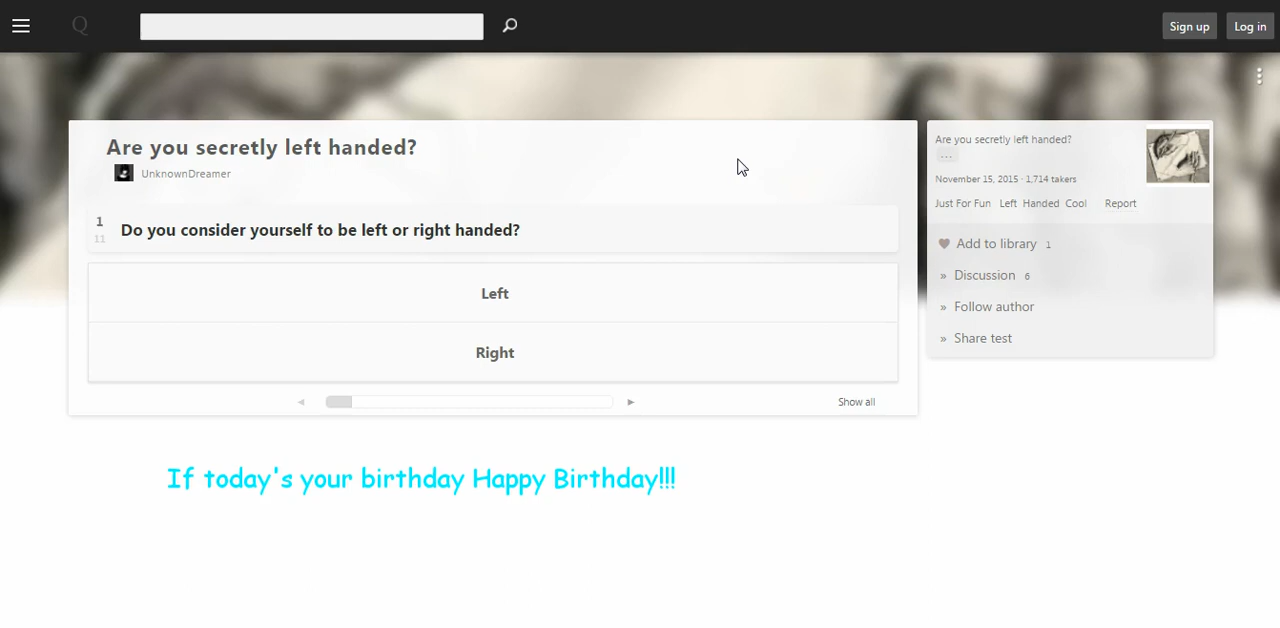 Q
Sign up
Log in
Are you secretly left handed?
UnknownDreamer
1
11
Do you consider yourself to be left or right handed?
Left
Right
Show all
Are you secretly left handed?
...
November 15, 2015 · 1,714 takers
Just For Fun Left Handed Cool Report
Add to library 1
» Discussion 6
» Follow author
» Share test
If today's your birthday Happy Birthday!!!